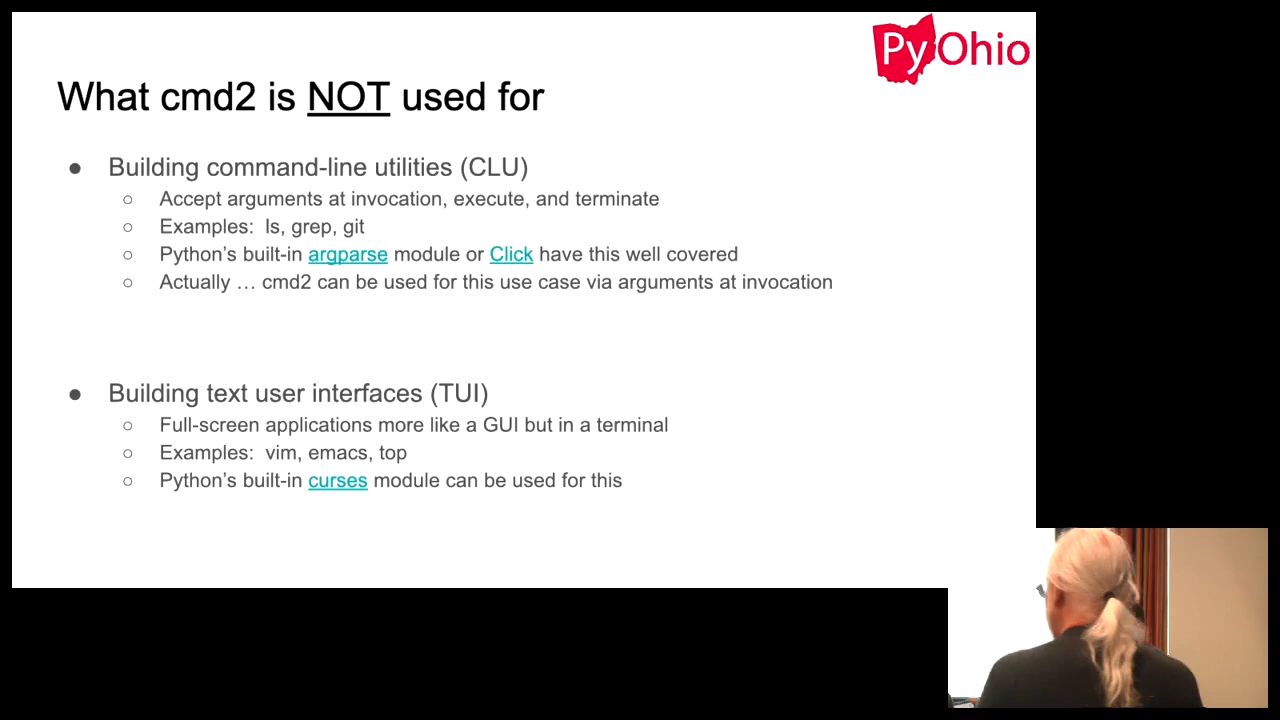 PyOhio
What cmd2 is NOT used for
● Building command-line utilities (CLU)
○ Accept arguments at invocation, execute, and terminate
○ Examples: ls, grep, git
○ Python’s built-in argparse module or Click have this well covered
○ Actually … cmd2 can be used for this use case via arguments at invocation
● Building text user interfaces (TUI)
○ Full-screen applications more like a GUI but in a terminal
○ Examples: vim, emacs, top
○ Python’s built-in curses module can be used for this